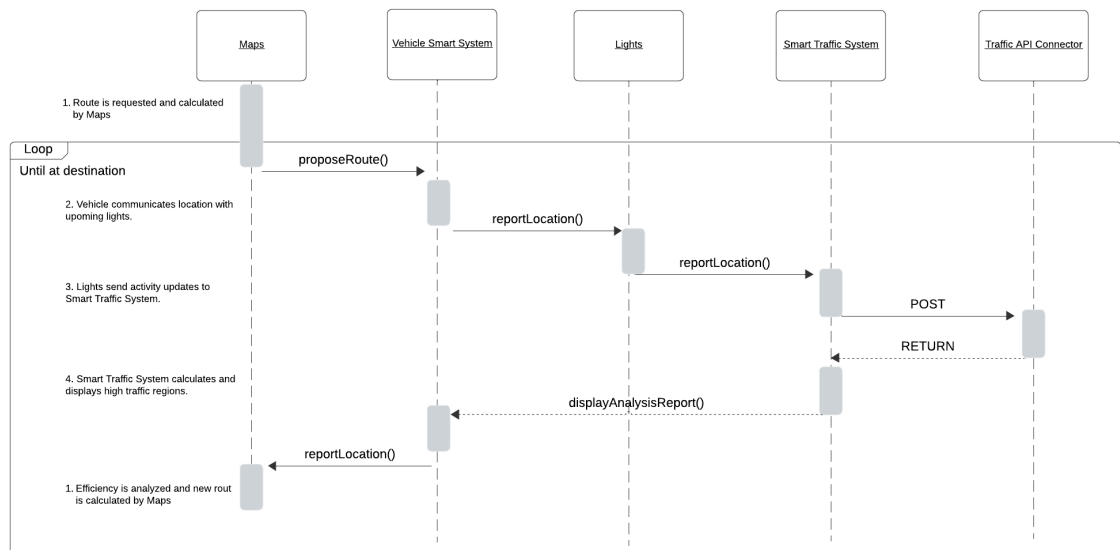 Maps
Vehicle Smart System
Lights
Smart Traffic System
Traffic API Connector
1. Route is requested and calculated
by Maps
Loop
Until at destination
proposeRoute()
2. Vehicle communicates location with
upoming lights.
reportLocation()
reportLocation()
3. Lights send activity updates to
Smart Traffic System.
POST
RETURN
4. Smart Traffic System calculates and
displays high traffic regions.
displayAnalysisReport()
reportLocation()
1. Efficiency is analyzed and new rout
is calculated by Maps